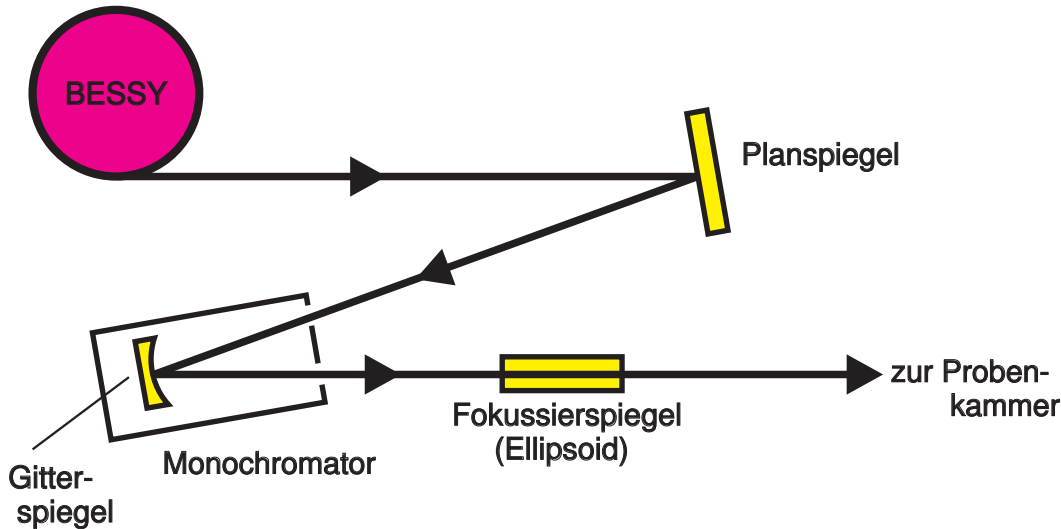 BESSY
Planspiegel
zur Proben-
kammer
Fokussierspiegel
(Ellipsoid)
Monochromator
Gitter-
spiegel